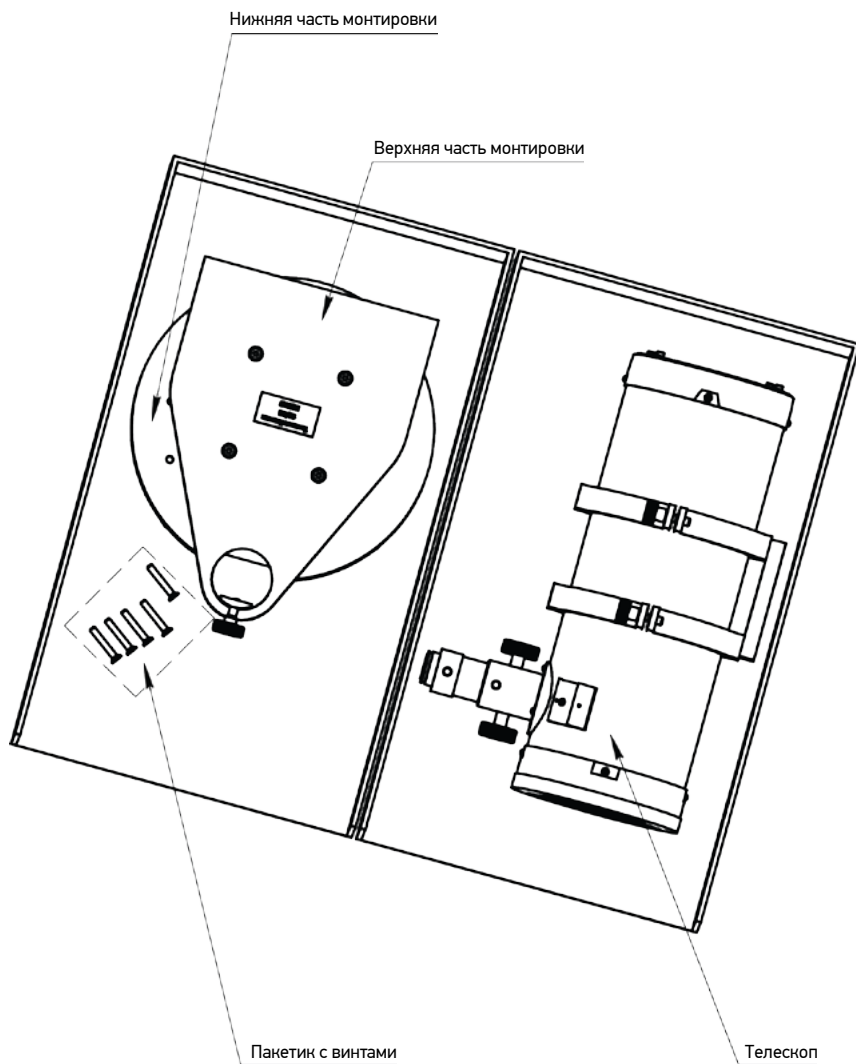 Нижняя часть монтировки
Верхняя часть монтировки
Пакетик с винтами
Телескоп